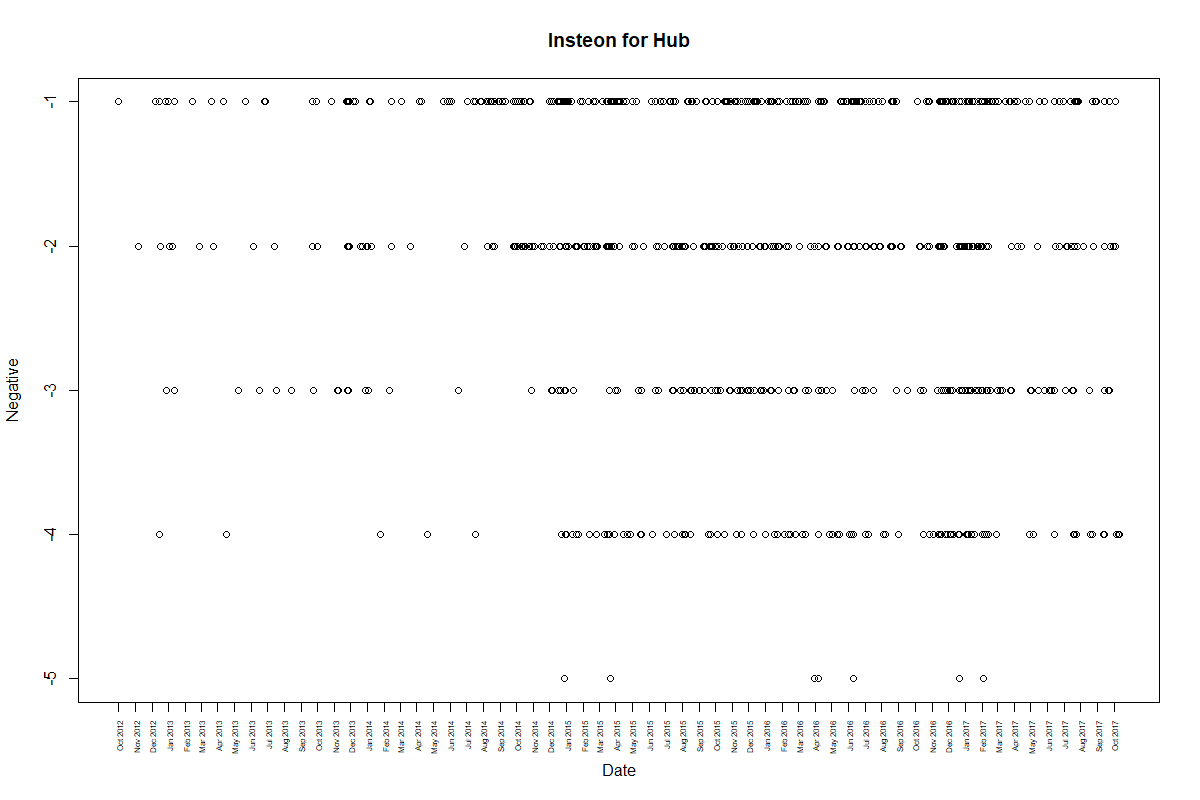 Insteon for Hub
Negative
-1
-2
-3
-4
-5
Oct 2012
Nov 2012
Dec 2012
Jan 2013
Feb 2013
Mar 2013
Apr 2013
May 2013
Jun 2013
Jul 2013
Aug 2013
Sep 2013
Oct 2013
Nov 2013
Dec 2013
Jan 2014
Feb 2014
Mar 2014
Apr 2014
May 2014
Jun 2014
Jul 2014
Aug 2014
Sep 2014
Oct 2014
Nov 2014
Dec 2014
Jan 2015
Feb 2015
Mar 2015
Apr 2015
May 2015
Jun 2015
Jul 2015
Aug 2015
Sep 2015
Oct 2015
Nov 2015
Dec 2015
Jan 2016
Feb 2016
Mar 2016
Apr 2016
May 2016
Jun 2016
Jul 2016
Aug 2016
Sep 2016
Oct 2016
Nov 2016
Dec 2016
Jan 2017
Feb 2017
Mar 2017
Apr 2017
May 2017
Jun 2017
Jul 2017
Aug 2017
Sep 2017
Oct 2017
Date